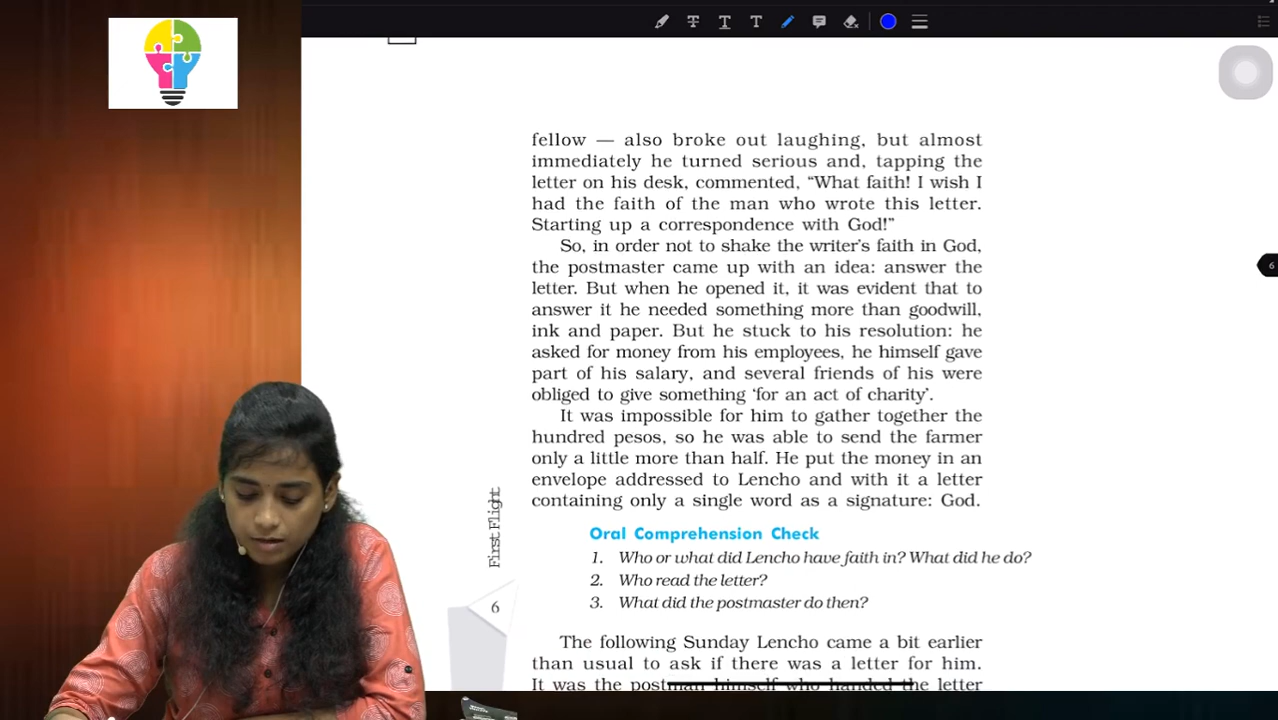 fellow — also broke out laughing, but almost
immediately he turned serious and, tapping the
letter on his desk, commented, “What faith! I wish I
had the faith of the man who wrote this letter.
Starting up a correspondence with God!”
So, in order not to shake the writer’s faith in God,
the postmaster came up with an idea: answer the
letter. But when he opened it, it was evident that to
answer it he needed something more than goodwill,
ink and paper. But he stuck to his resolution: he
asked for money from his employees, he himself gave
part of his salary, and several friends of his were
obliged to give something ‘for an act of charity’.
It was impossible for him to gather together the
hundred pesos, so he was able to send the farmer
only a little more than half. He put the money in an
envelope addressed to Lencho and with it a letter
containing only a single word as a signature: God.
First Flight
6
Oral Comprehension Check
1. Who or what did Lencho have faith in? What did he do?
2. Who read the letter?
3. What did the postmaster do then?
The following Sunday Lencho came a bit earlier
than usual to ask if there was a letter for him.
It was the postman himself who handed the letter
T T T
6